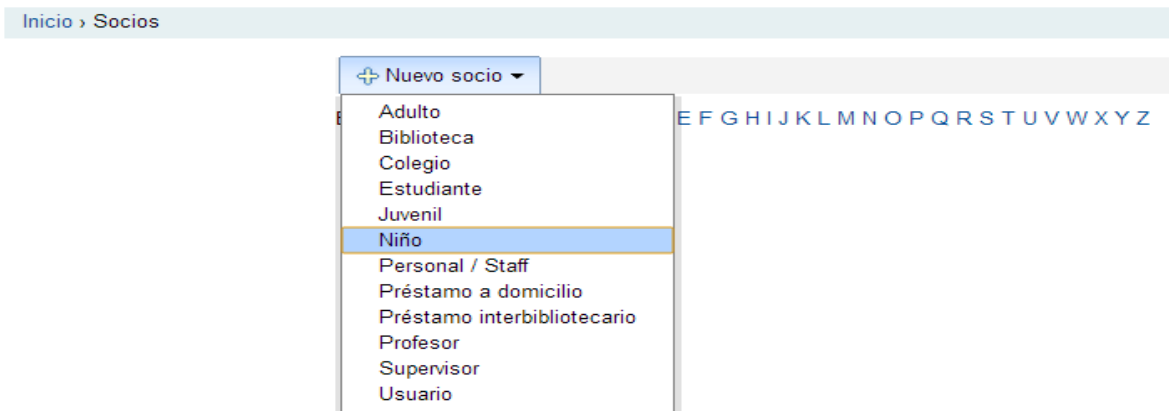 Inicio › Socios
Nuevo socio
E F G H I J K L M N O P Q R S T U V W X Y Z
Adulto
Biblioteca
Colegio
Estudiante
Juvenil
Niño
Personal / Staff
Préstamo a domicilio
Préstamo interbibliotecario
Profesor
Supervisor
Usuario